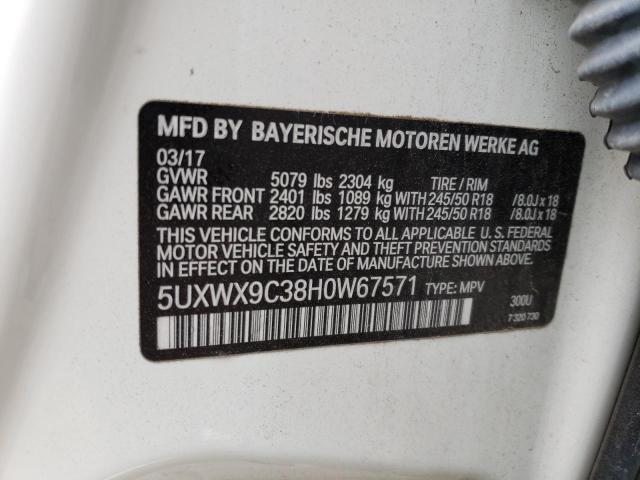 MFD BY BAYERISCHE MOTOREN WERKE AG
03/17
GVWR 5079 lbs 2304 kg TIRE / RIM
GAWR FRONT 2401 lbs 1089 kg WITH 245/50 R18 /8.0J x 18
GAWR REAR 2820 lbs 1279 kg WITH 245/50 R18 /8.0J x 18
THIS VEHICLE CONFORMS TO ALL APPLICABLE U.S. FEDERAL
MOTOR VEHICLE SAFETY AND THEFT PREVENTION STANDARDS
IN EFFECT ON THE DATE OF MANUFACTURE SHOWN ABOVE.
5UXWX9C38H0W67571 TYPE: MPV 300U
7 320 730